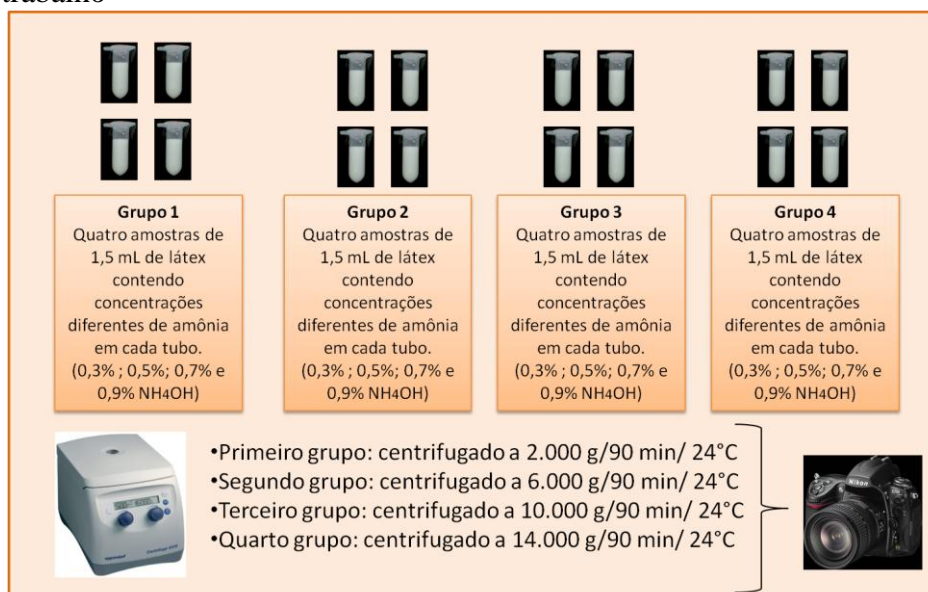 trabalho
Grupo 1
Quatro amostras de
1,5 mL de látex
contendo
concentrações
diferentes de amônia
em cada tubo.
(0,3% ; 0,5%; 0,7% e
0,9% NH4OH)
Grupo 2
Quatro amostras de
1,5 mL de látex
contendo
concentrações
diferentes de amônia
em cada tubo.
(0,3% ; 0,5%; 0,7% e
0,9% NH4OH)
Grupo 3
Quatro amostras de
1,5 mL de látex
contendo
concentrações
diferentes de amônia
em cada tubo.
(0,3% ; 0,5%; 0,7% e
0,9% NH4OH)
Grupo 4
Quatro amostras de
1,5 mL de látex
contendo
concentrações
diferentes de amônia
em cada tubo.
(0,3% ; 0,5%; 0,7% e
0,9% NH4OH)
•Primeiro grupo: centrifugado a 2.000 g/90 min/ 24°C
•Segundo grupo: centrifugado a 6.000 g/90 min/ 24°C
•Terceiro grupo: centrifugado a 10.000 g/90 min/ 24°C
•Quarto grupo: centrifugado a 14.000 g/90 min/ 24°C
Nikon